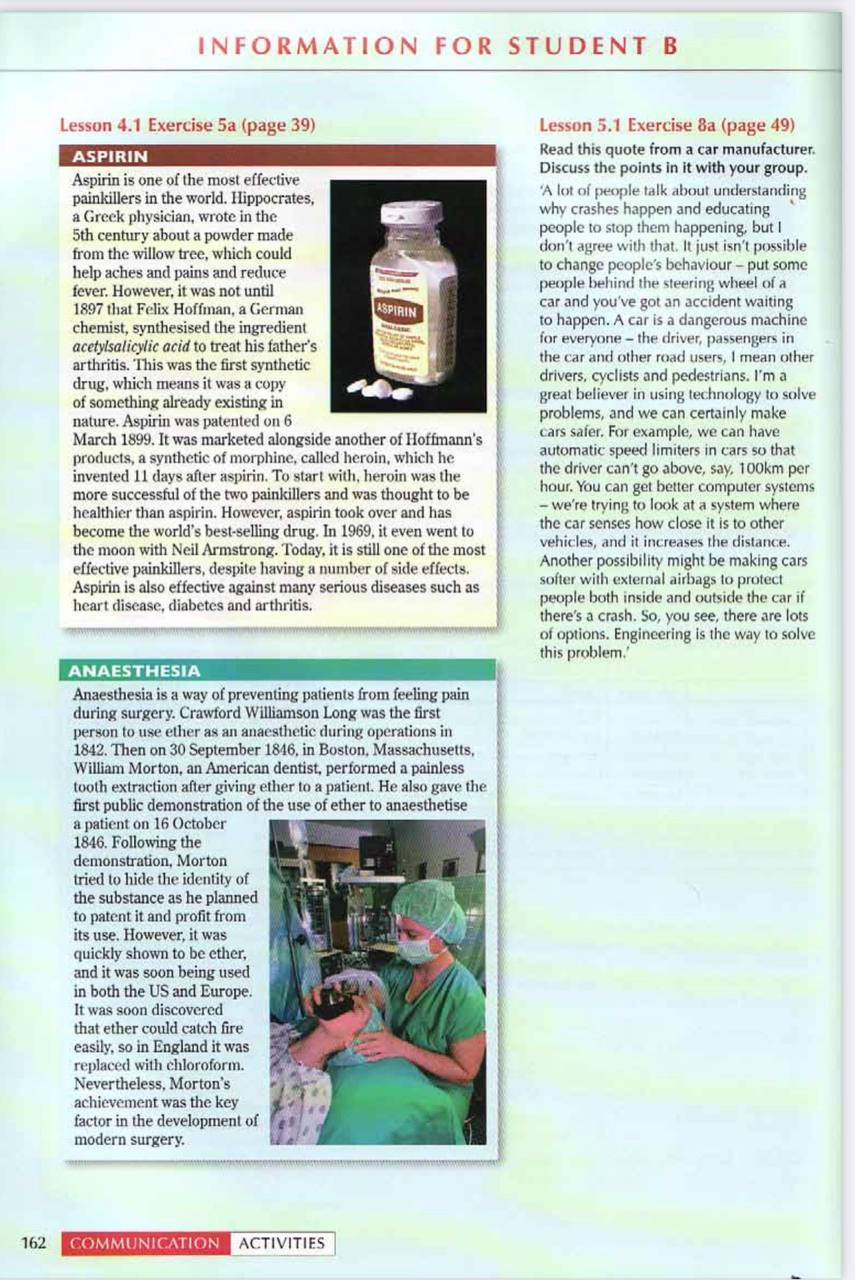 INFORMATION FOR STUDENT B
Lesson 4.1 Exercise 5a (page 39)
ASPIRIN
Aspirin is one of the most effective
painkillers in the world. Hippocrates,
a Greek physician, wrote in the
5th century about a powder made
from the willow tree, which could
help aches and pains and reduce
fever. However, it was not until
1897 that Felix Hoffman, a German
chemist, synthesised the ingredient
acetylsalicylic acid to treat his father's
arthritis. This was the first synthetic
drug, which means it was a copy
of something already existing in
nature. Aspirin was patented on 6
March 1899. It was marketed alongside another of Hoffmann's
products, a synthetic of morphine, called heroin, which he
invented 11 days after aspirin. To start with, heroin was the
more successful of the two painkillers and was thought to be
healthier than aspirin. However, aspirin took over and has
become the world's best-selling drug. In 1969, it even went to
the moon with Neil Armstrong. Today, it is still one of the most
effective painkillers, despite having a number of side effects.
Aspirin is also effective against many serious diseases such as
heart disease, diabetes and arthritis.
ASPIRIN
ANAESTHESIA
Anaesthesia is a way of preventing patients from feeling pain
during surgery. Crawford Williamson Long was the first
person to use ether as an anaesthetic during operations in
1842. Then on 30 September 1846, in Boston, Massachusetts,
William Morton, an American dentist, performed a painless
tooth extraction after giving ether to a patient. He also gave the
first public demonstration of the use of ether to anaesthetise
a patient on 16 October
1846. Following the
demonstration, Morton
tried to hide the identity of
the substance as he planned
to patent it and profit from
its use. However, it was
quickly shown to be ether,
and it was soon being used
in both the US and Europe.
It was soon discovered
that ether could catch fire
easily, so in England it was
replaced with chloroform.
Nevertheless, Morton's
achievement was the key
factor in the development of
modern surgery.
Lesson 5.1 Exercise 8a (page 49)
Read this quote from a car manufacturer.
Discuss the points in it with your group.
'A lot of people talk about understanding
why crashes happen and educating
people to stop them happening, but I
don't agree with that. It just isn't possible
to change people's behaviour – put some
people behind the steering wheel of a
car and you've got an accident waiting
to happen. A car is a dangerous machine
for everyone – the driver, passengers in
the car and other road users, I mean other
drivers, cyclists and pedestrians. I'm a
great believer in using technology to solve
problems, and we can certainly make
cars safer. For example, we can have
automatic speed limiters in cars so that
the driver can't go above, say, 100km per
hour. You can get better computer systems
– we're trying to look at a system where
the car senses how close it is to other
vehicles, and it increases the distance.
Another possibility might be making cars
softer with external airbags to protect
people both inside and outside the car if
there's a crash. So, you see, there are lots
of options. Engineering is the way to solve
this problem.'
162 COMMUNICATION ACTIVITIES